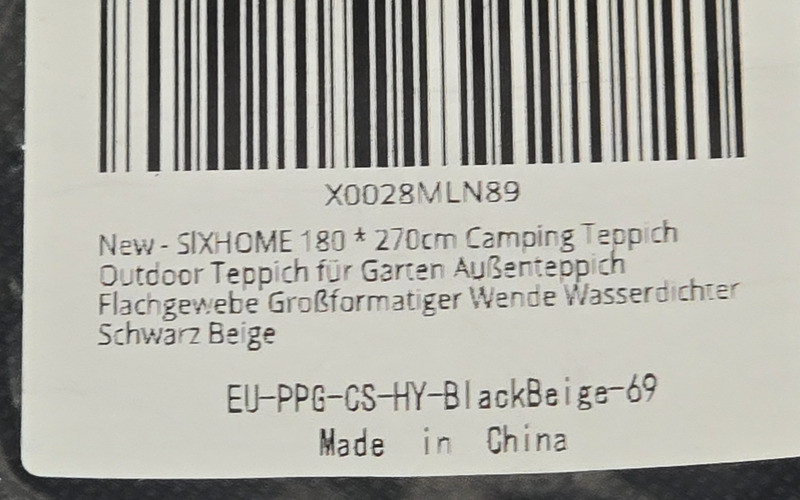 X0028MLN89
New - SIXHOME 180 * 270cm Camping Teppich
Outdoor Teppich für Garten Außenteppich
Flachgewebe Großformatiger Wende Wasserdichter
Schwarz Beige
EU-PPG-CS-HY-BlackBeige-69
Made in China